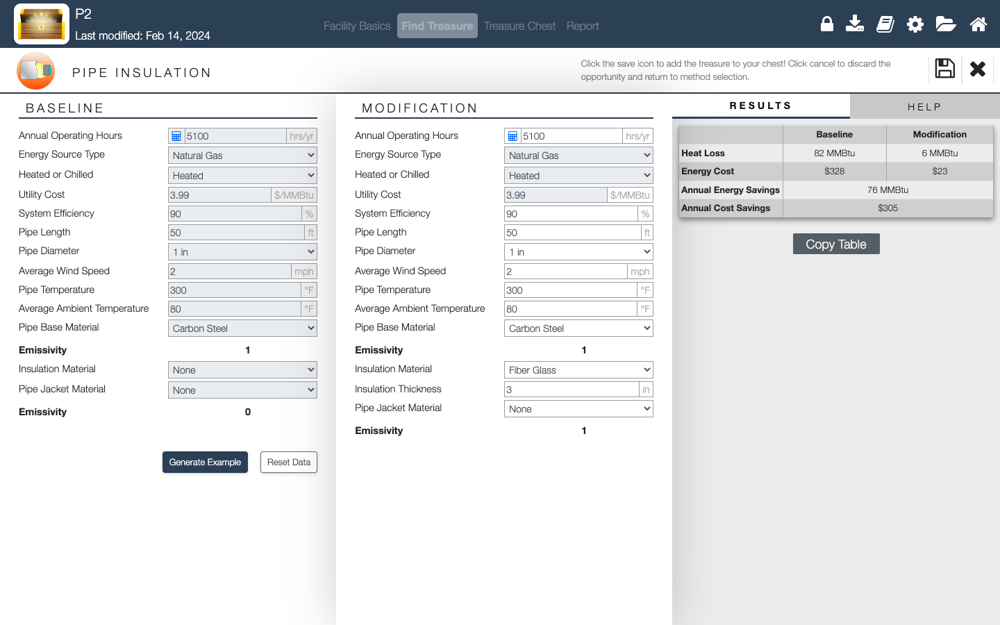 P2
Last modified: Feb 14, 2024
Facility Basics Find Treasure Treasure Chest Report
PIPE INSULATION
Click the save icon to add the treasure to your chest! Click cancel to discard the
opportunity and return to method selection.
BASELINE
Annual Operating Hours 5100 hrs/yr
Energy Source Type Natural Gas
Heated or Chilled Heated
Utility Cost 3.99 $/MMBtu
System Efficiency 90 %
Pipe Length 50 ft
Pipe Diameter 1 in
Average Wind Speed 2 mph
Pipe Temperature 300 °F
Average Ambient Temperature 80 °F
Pipe Base Material Carbon Steel
Emissivity 1
Insulation Material None
Pipe Jacket Material None
Emissivity 0
Generate Example Reset Data
MODIFICATION
Annual Operating Hours 5100 hrs/yr
Energy Source Type Natural Gas
Heated or Chilled Heated
Utility Cost 3.99 $/MMBtu
System Efficiency 90 %
Pipe Length 50 ft
Pipe Diameter 1 in
Average Wind Speed 2 mph
Pipe Temperature 300 °F
Average Ambient Temperature 80 °F
Pipe Base Material Carbon Steel
Emissivity 1
Insulation Material Fiber Glass
Insulation Thickness 3 in
Pipe Jacket Material None
Emissivity 1
RESULTS HELP
Baseline Modification
Heat Loss 82 MMBtu 6 MMBtu
Energy Cost $328 $23
Annual Energy Savings 76 MMBtu
Annual Cost Savings $305
Copy Table